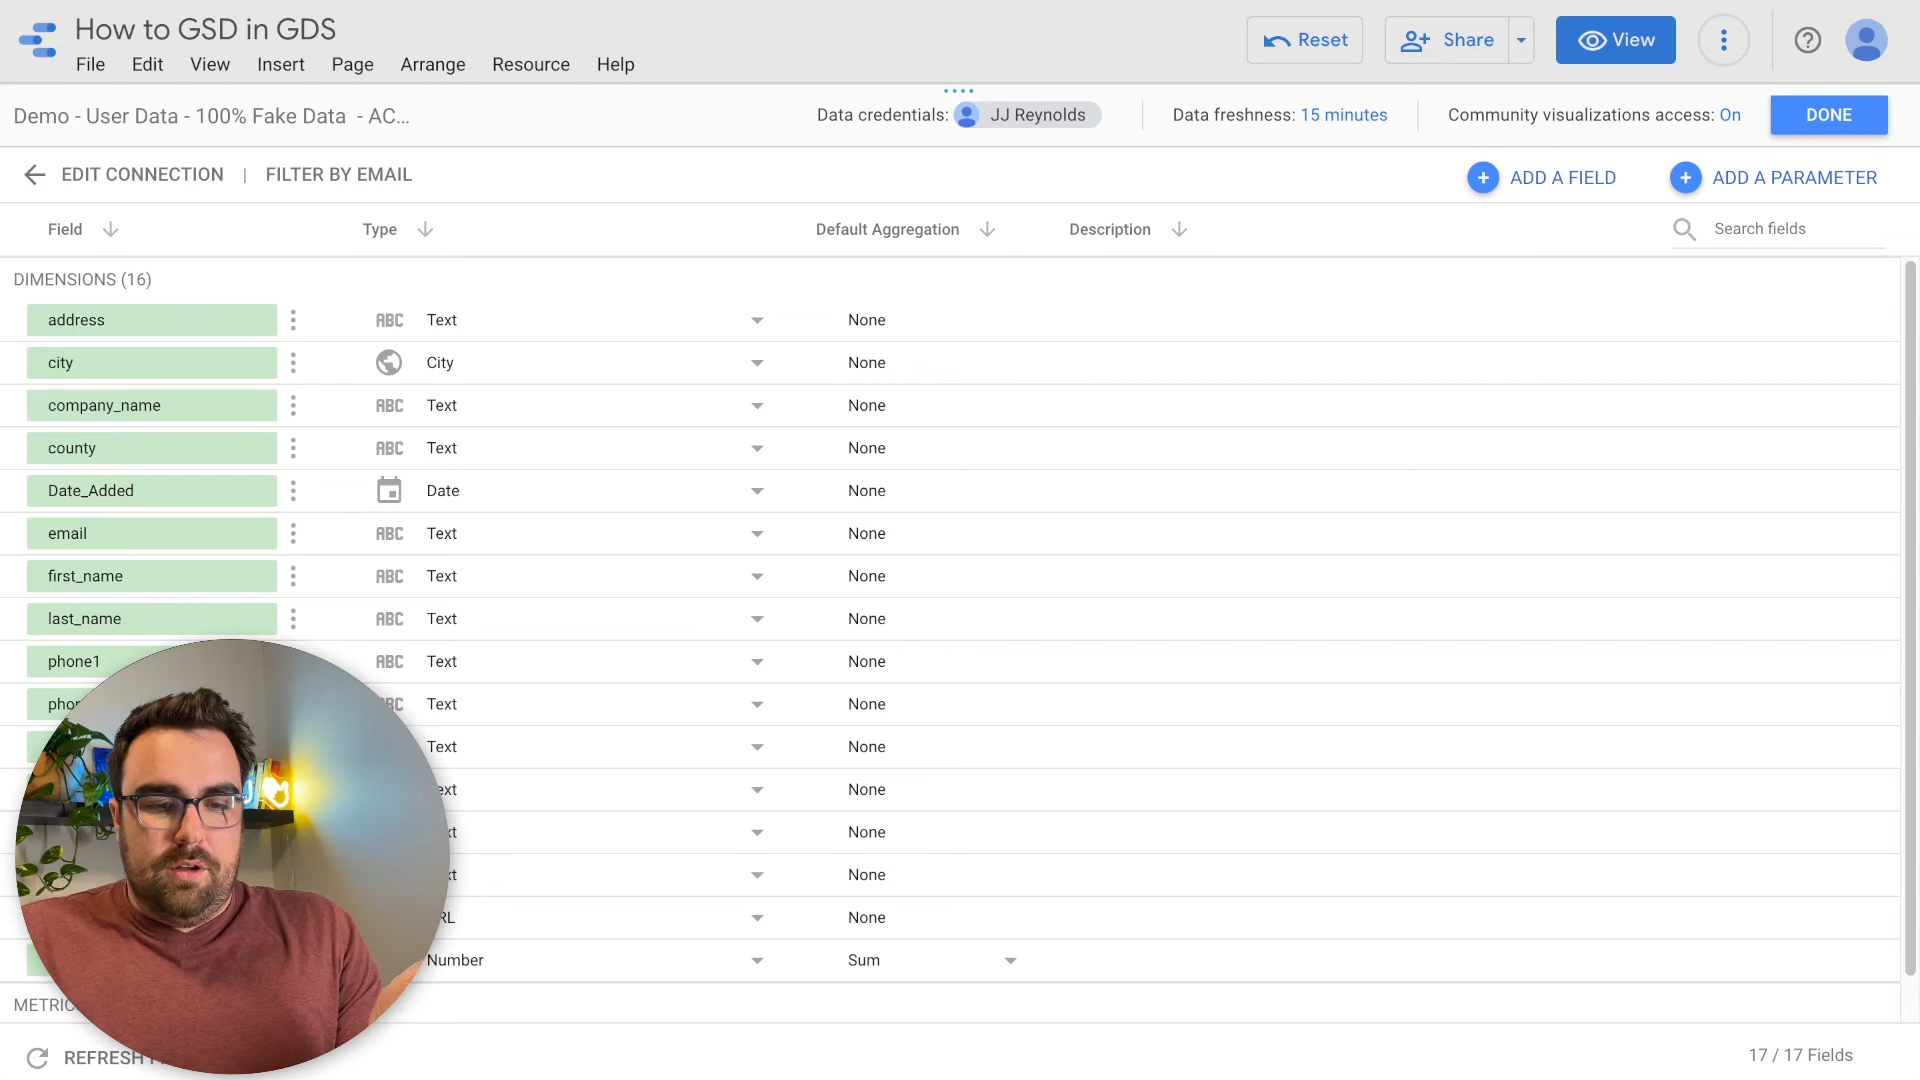 How to GSD in GDS
File Edit View Insert Page Arrange Resource Help
Reset Share View
Demo - User Data - 100% Fake Data - AC...
Data credentials: JJ Reynolds
Data freshness: 15 minutes
Community visualizations access: On
DONE
EDIT CONNECTION | FILTER BY EMAIL
ADD A FIELD ADD A PARAMETER
Field Type Default Aggregation Description Search fields
DIMENSIONS (16)
address ABC Text None
city City None
company_name ABC Text None
county ABC Text None
Date_Added Date None
email ABC Text None
first_name ABC Text None
last_name ABC Text None
phone1 ABC Text None
Text None
Text None
None
None
None
None
Number Sum
REFRESH
17 / 17 Fields